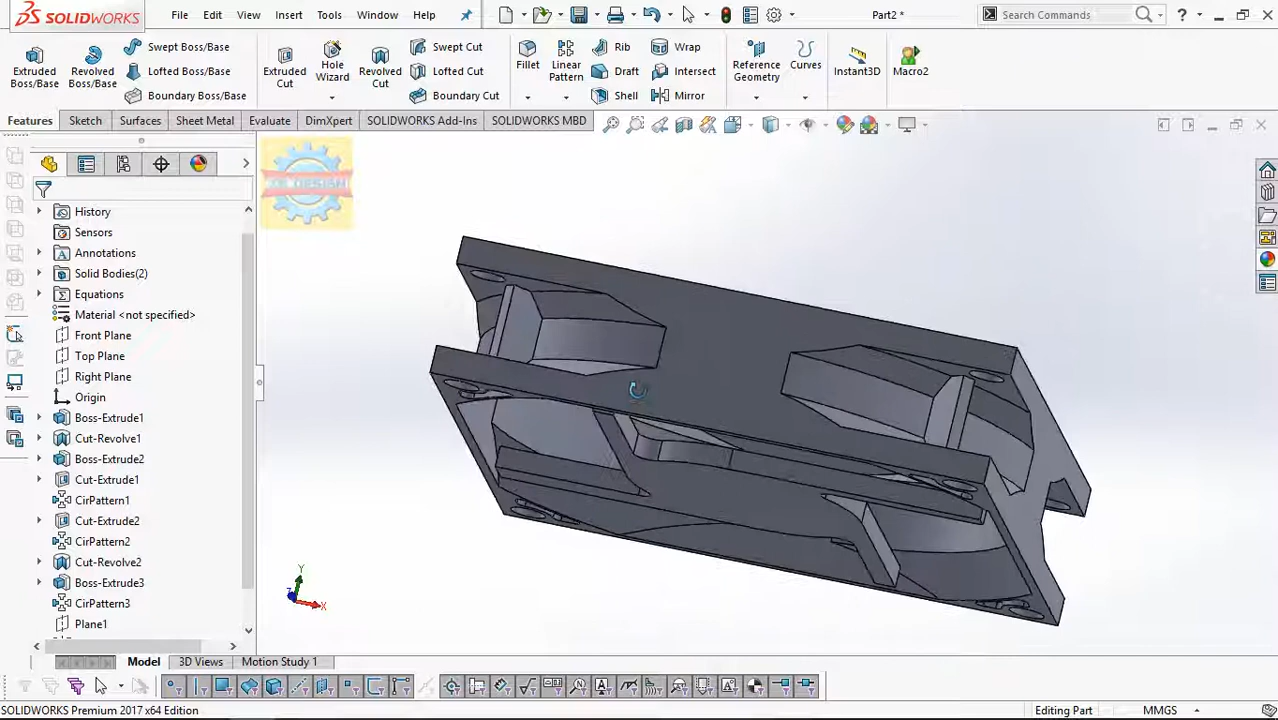 SOLIDWORKS File Edit View Insert Tools Window Help Part2 * Search Commands ?
Extruded Boss/Base Revolved Boss/Base Swept Boss/Base Lofted Boss/Base Boundary Boss/Base Extruded Cut Hole Wizard Revolved Cut Swept Cut Lofted Cut Boundary Cut Fillet Linear Pattern Rib Draft Shell Wrap Intersect Mirror Reference Geometry Curves Instant3D Macro2
Features Sketch Surfaces Sheet Metal Evaluate DimXpert SOLIDWORKS Add-Ins SOLIDWORKS MBD
History
Sensors
Annotations
Solid Bodies(2)
Equations
Material <not specified>
Front Plane
Top Plane
Right Plane
Origin
Boss-Extrude1
Cut-Revolve1
Boss-Extrude2
Cut-Extrude1
CirPattern1
Cut-Extrude2
CirPattern2
Cut-Revolve2
Boss-Extrude3
CirPattern3
Plane1
Y
Z
X
Model 3D Views Motion Study 1
SOLIDWORKS Premium 2017 x64 Edition Editing Part MMGS